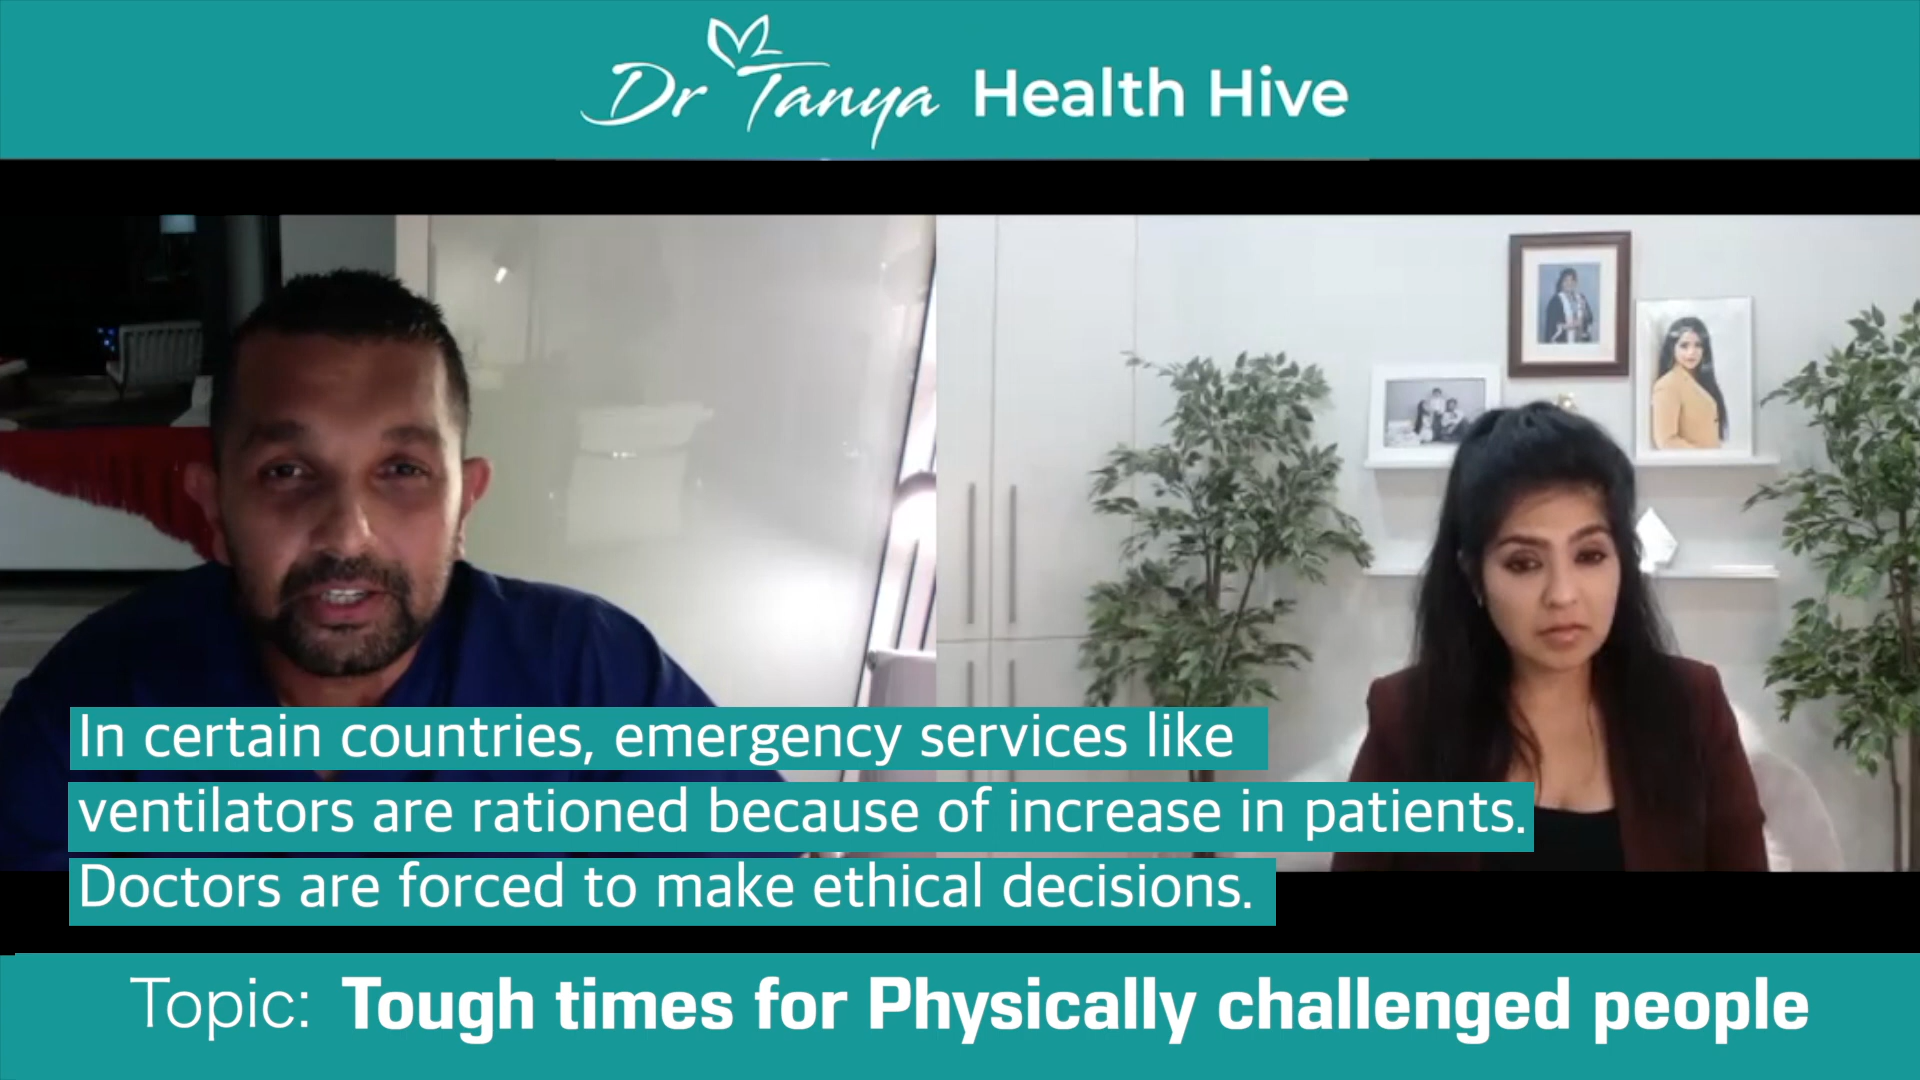 Dr Tanya Health Hive
In certain countries, emergency services like
ventilators are rationed because of increase in patients.
Doctors are forced to make ethical decisions.
Topic: Tough times for Physically challenged people